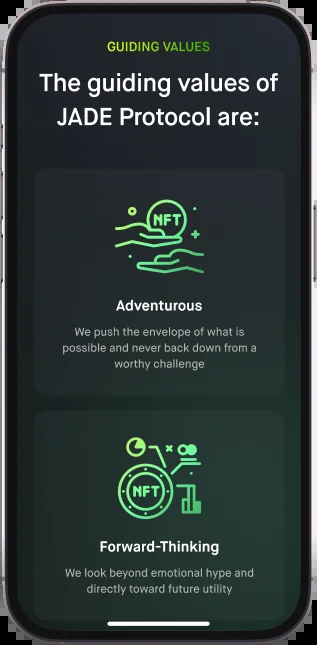 GUIDING VALUES
The guiding values of
JADE Protocol are:
NFT
Adventurous
We push the envelope of what is
possible and never back down from a
worthy challenge
NFT
Forward-Thinking
We look beyond emotional hype and
directly toward future utility